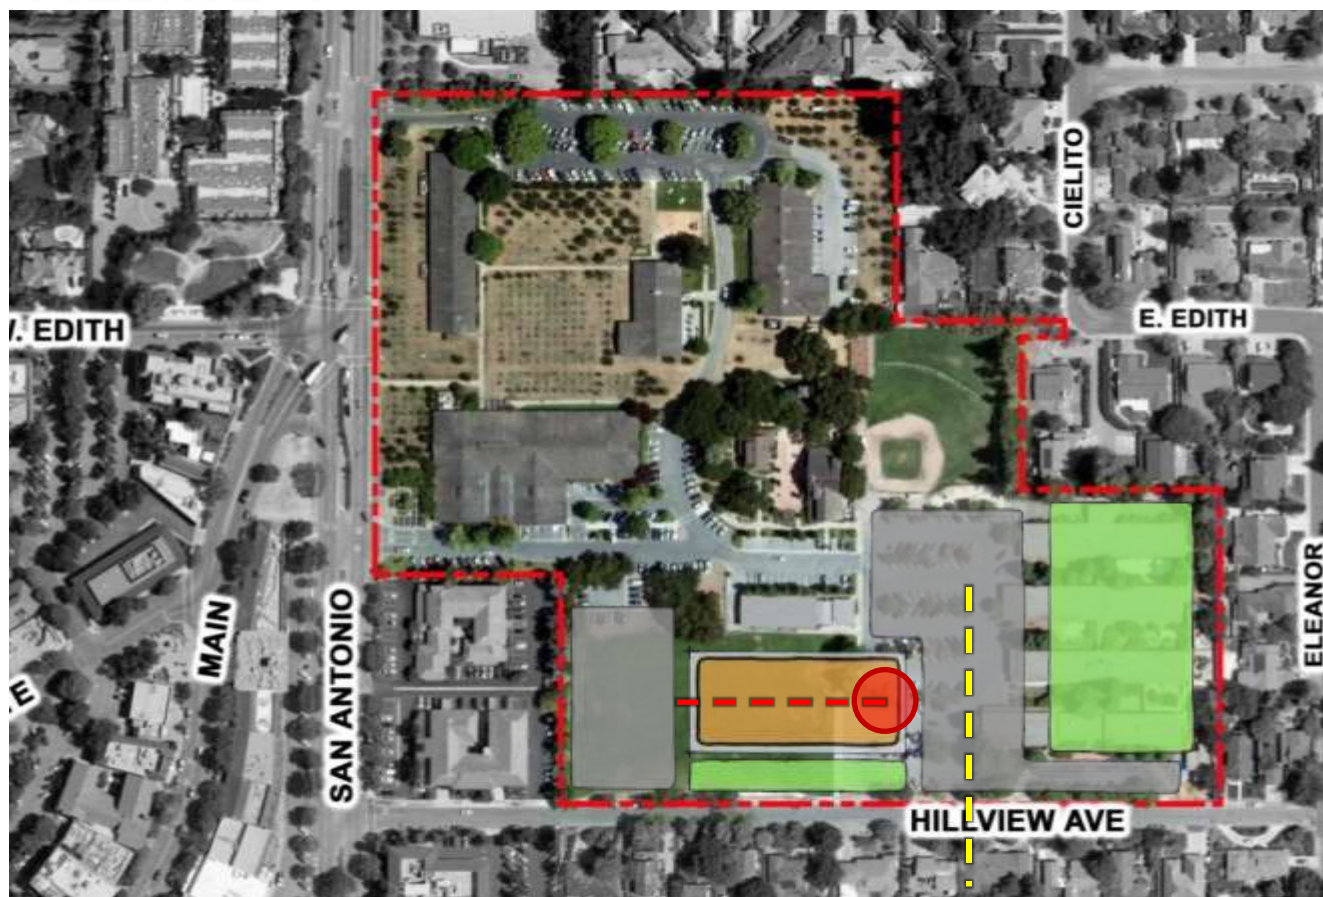 CIELITO
W. EDITH
E. EDITH
ELEANOR
MAIN
SAN ANTONIO
E
HILLVIEW AVE